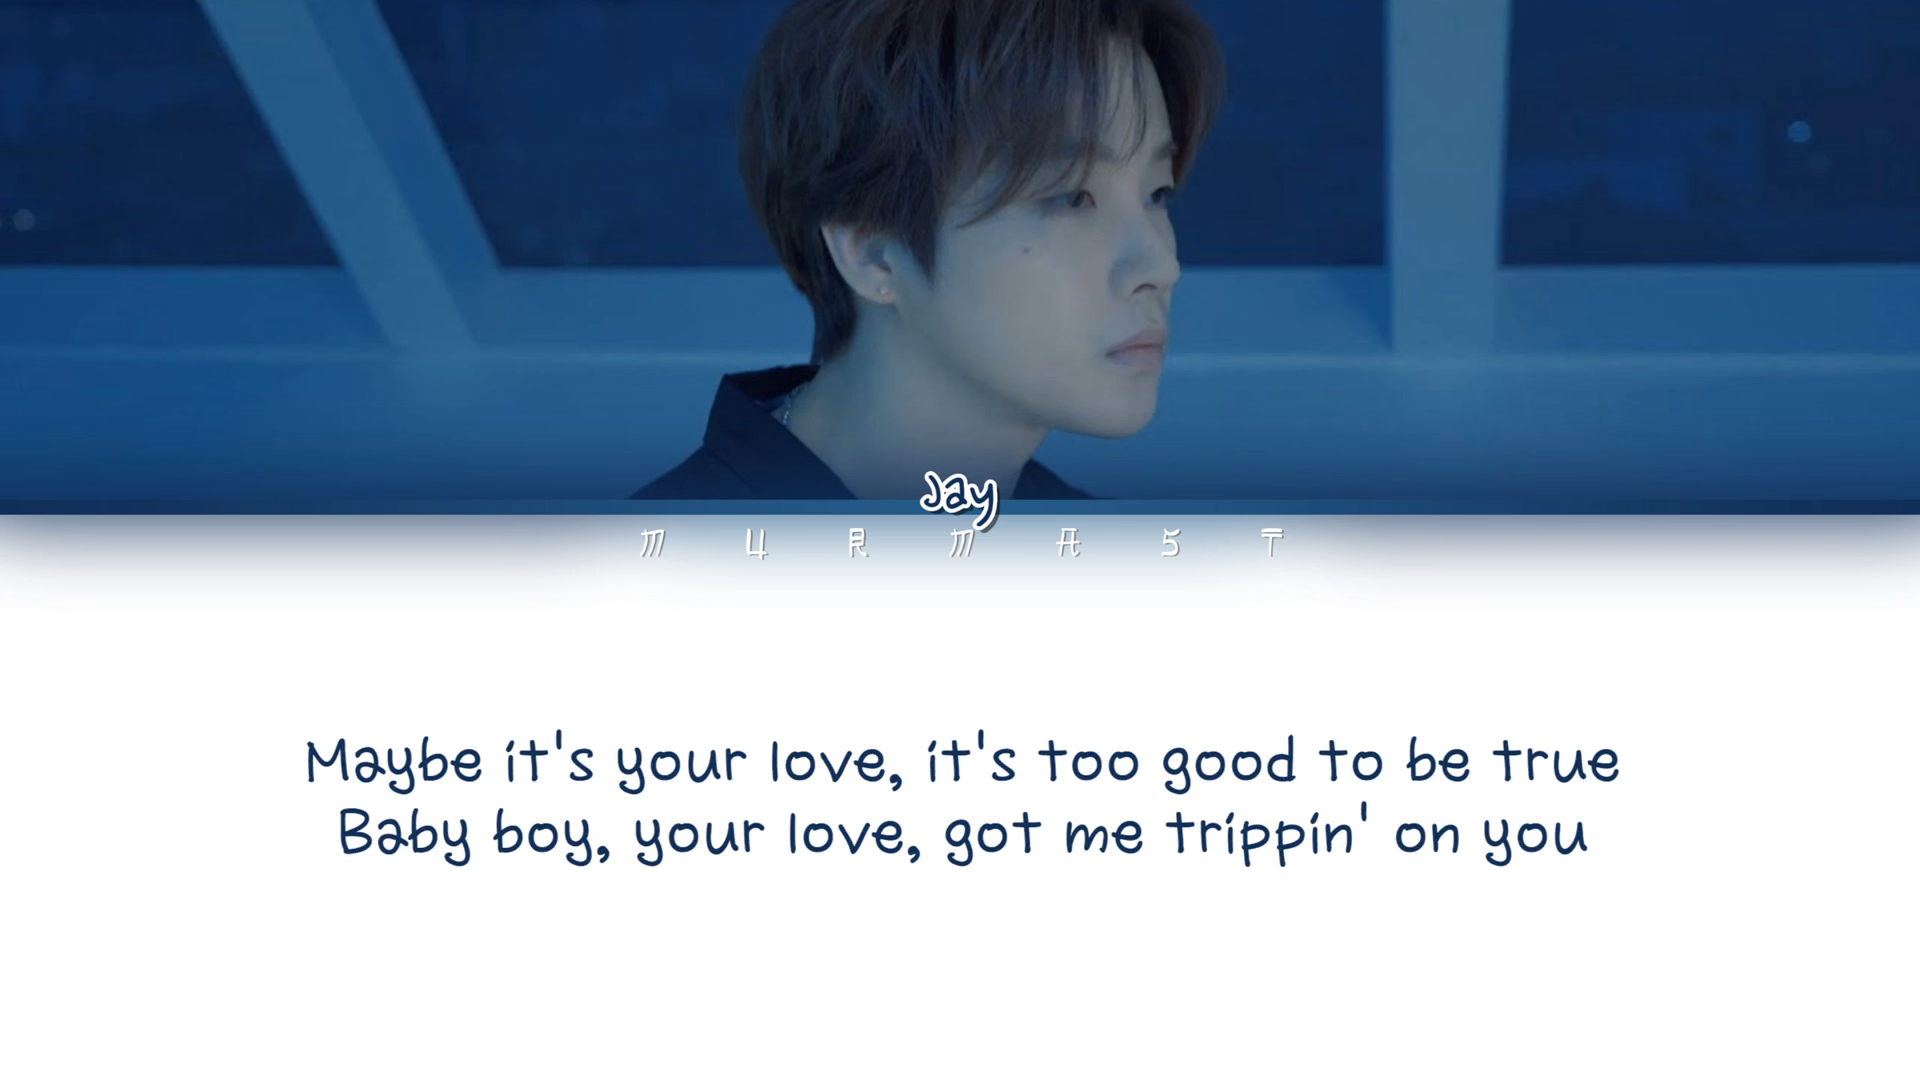 Jay
MURMAST
Maybe it's your love, it's too good to be true
Baby boy, your love, got me trippin' on you